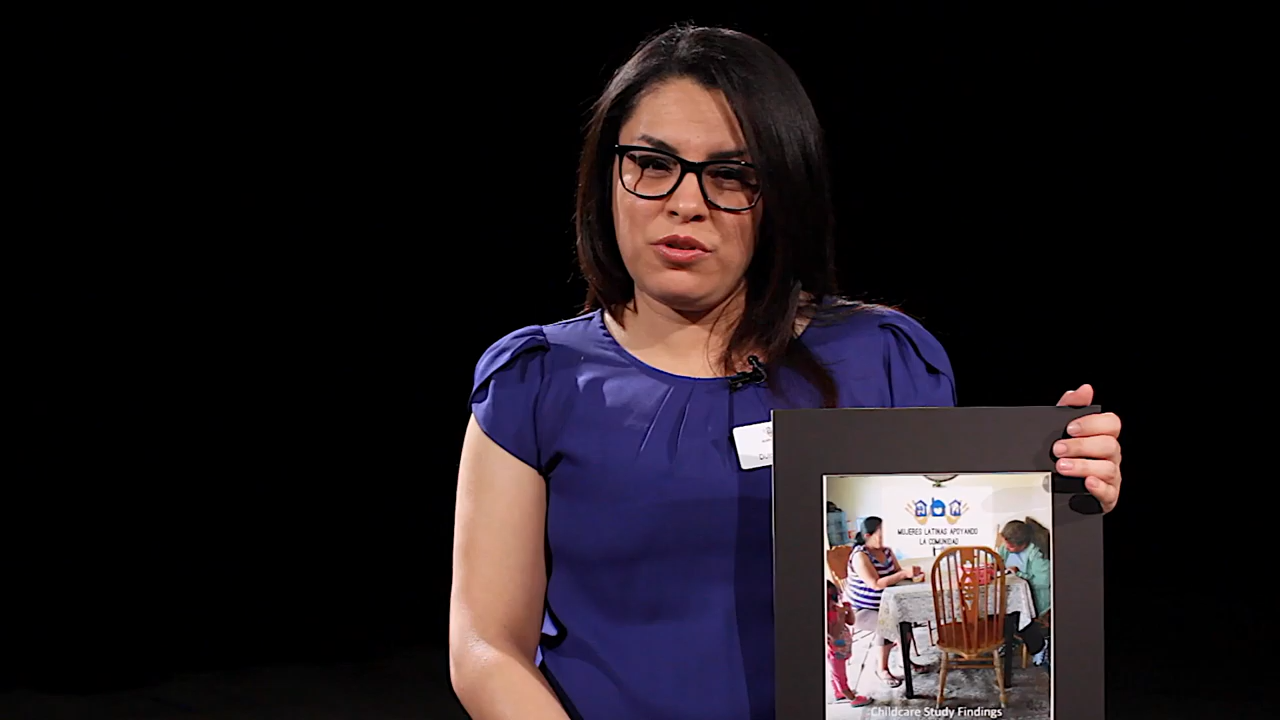 MUJERES LATINAS APOYANDO
LA COMUNIDAD
Childcare Study Findings